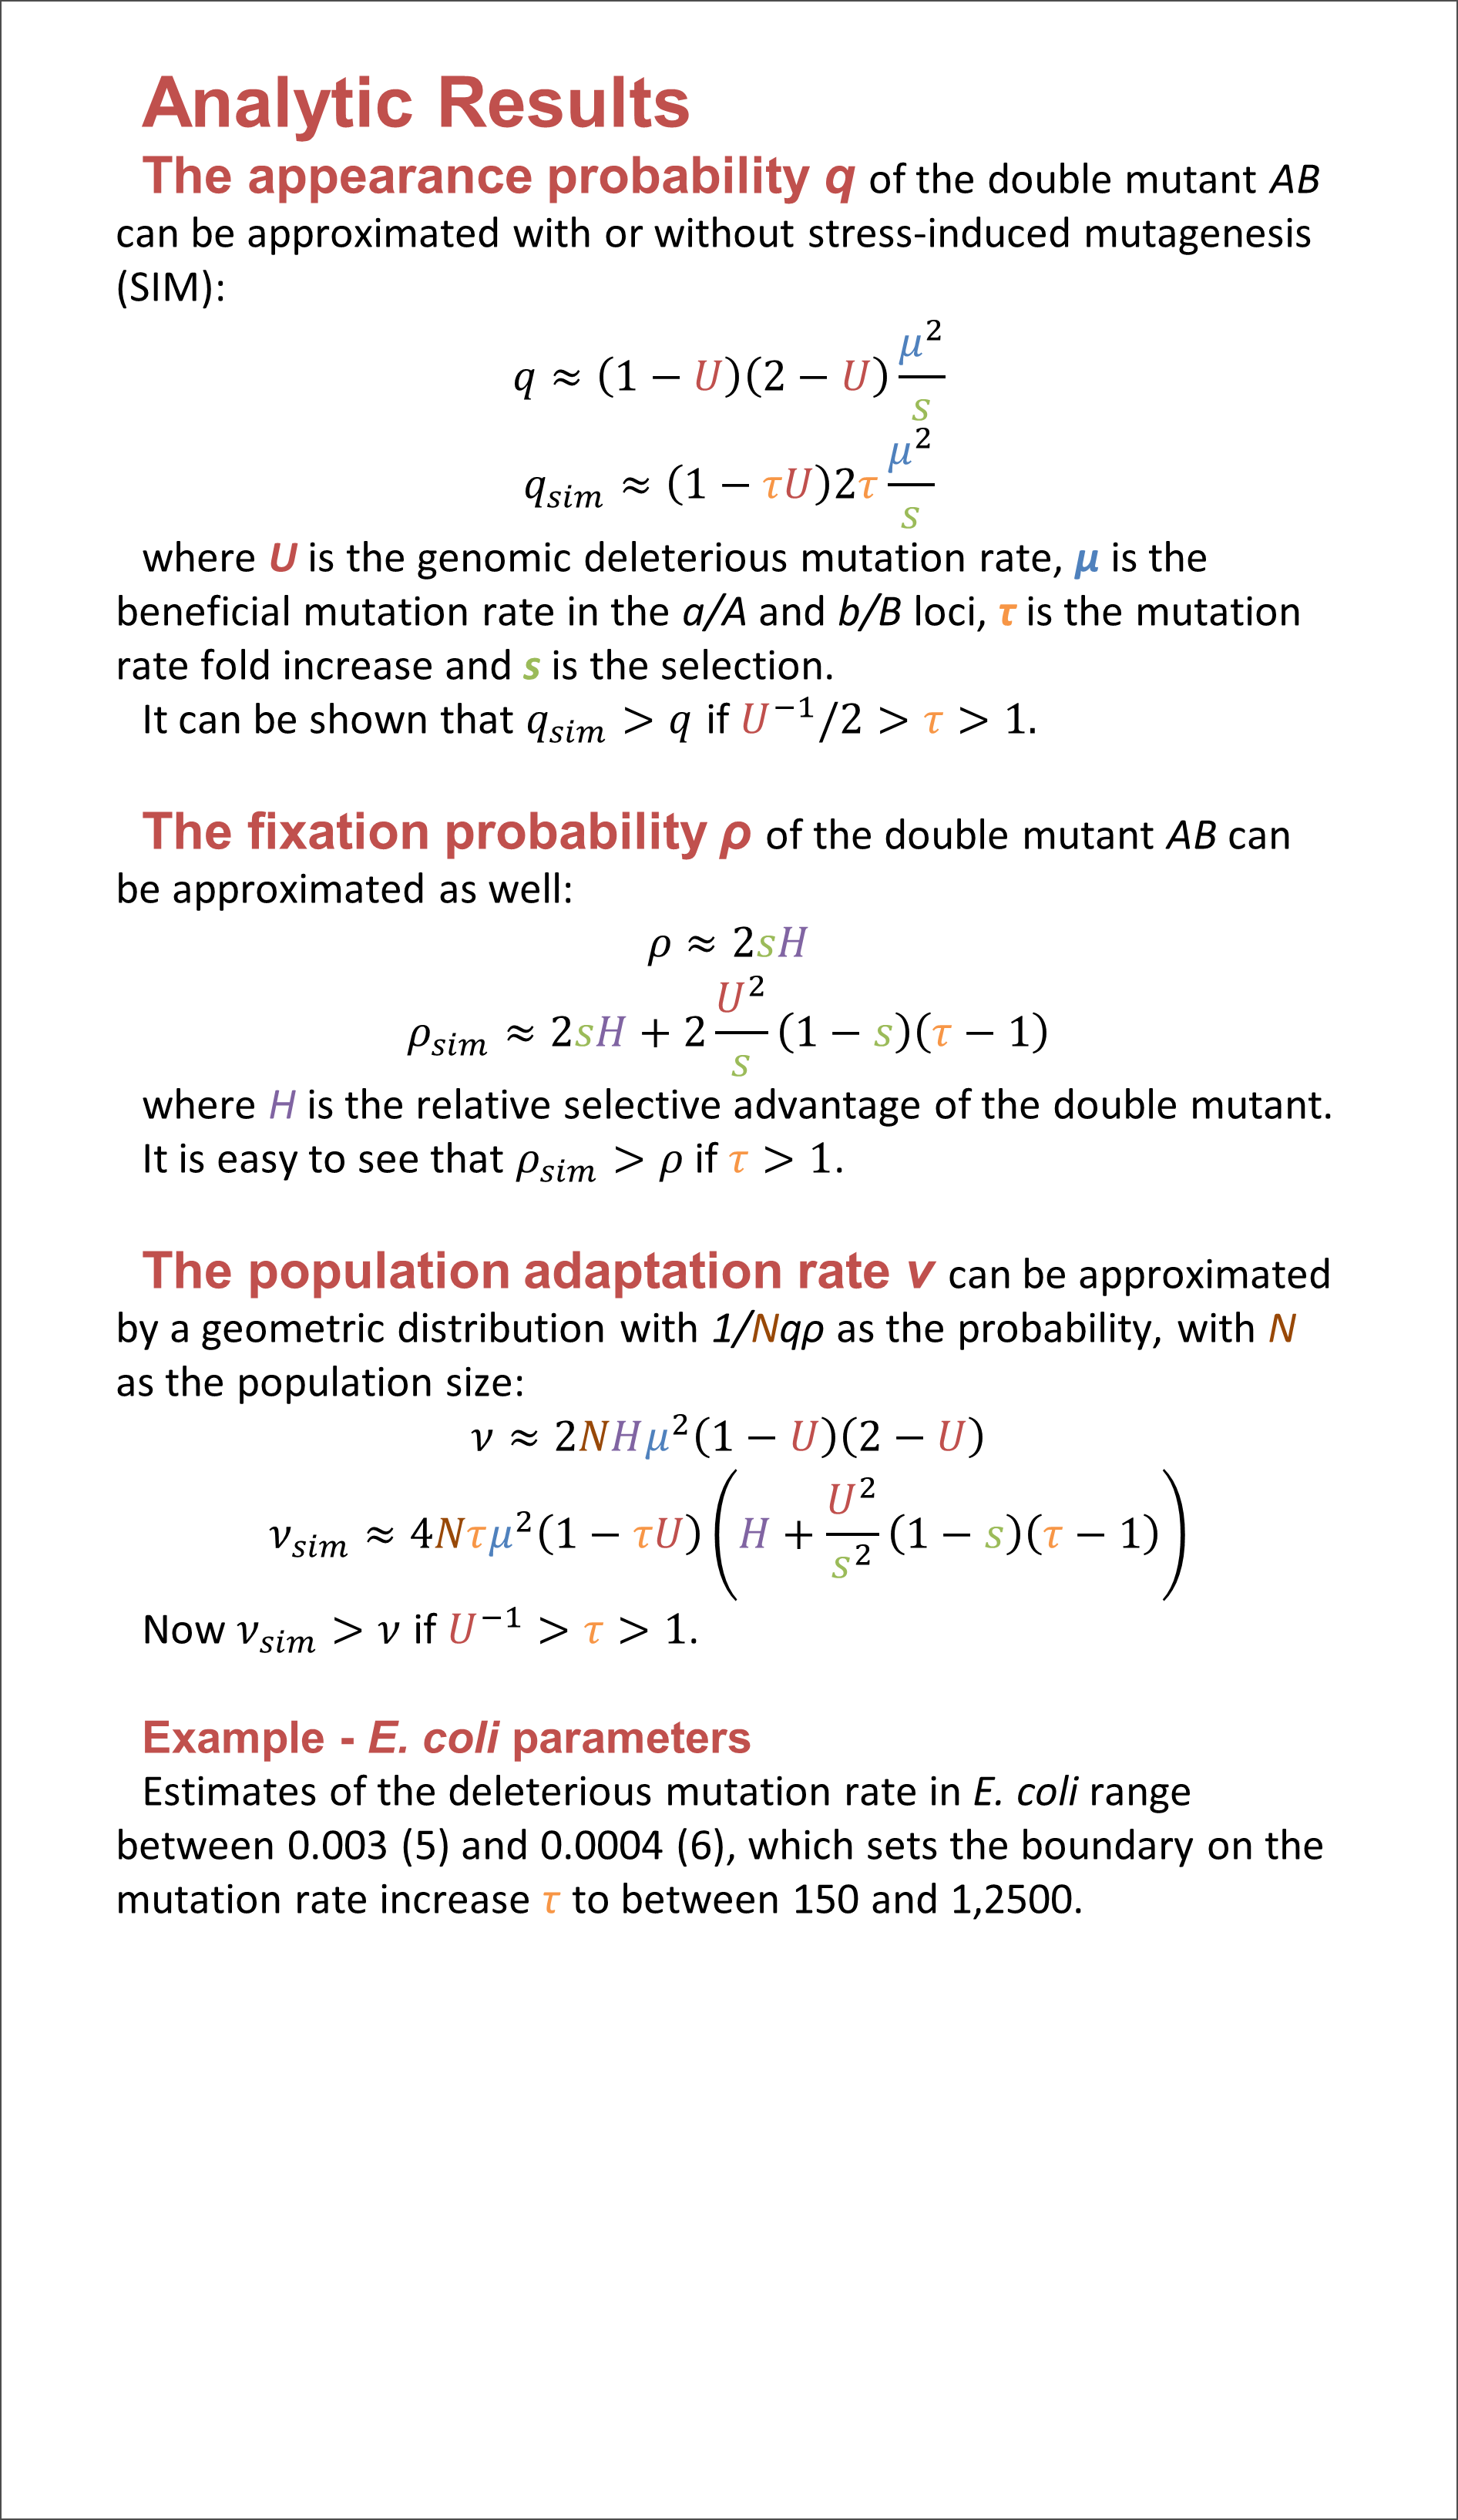 Analytic Results
The appearance probability q of the double mutant AB
can be approximated with or without stress-induced mutagenesis
(SIM):
q ≈ (1 − U)(2 − U) μ²/s
q_sim ≈ (1 − τU)2τ μ²/s
where U is the genomic deleterious mutation rate, μ is the
beneficial mutation rate in the a/A and b/B loci, τ is the mutation
rate fold increase and s is the selection.
It can be shown that q_sim > q if U⁻¹/2 > τ > 1.
The fixation probability ρ of the double mutant AB can
be approximated as well:
ρ ≈ 2sH
ρ_sim ≈ 2sH + 2 U²/s (1 − s)(τ − 1)
where H is the relative selective advantage of the double mutant.
It is easy to see that ρ_sim > ρ if τ > 1.
The population adaptation rate ν can be approximated
by a geometric distribution with 1/Nqρ as the probability, with N
as the population size:
ν ≈ 2NHμ²(1 − U)(2 − U)
ν_sim ≈ 4Nτμ²(1 − τU)(H + U²/s² (1 − s)(τ − 1))
Now ν_sim > ν if U⁻¹ > τ > 1.
Example - E. coli parameters
Estimates of the deleterious mutation rate in E. coli range
between 0.003 (5) and 0.0004 (6), which sets the boundary on the
mutation rate increase τ to between 150 and 1,2500.